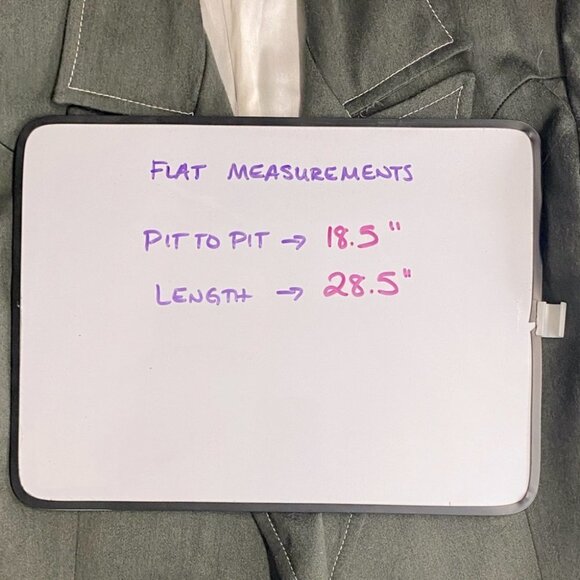 FLAT MEASUREMENTS
PIT TO PIT → 18.5"
LENGTH → 28.5"